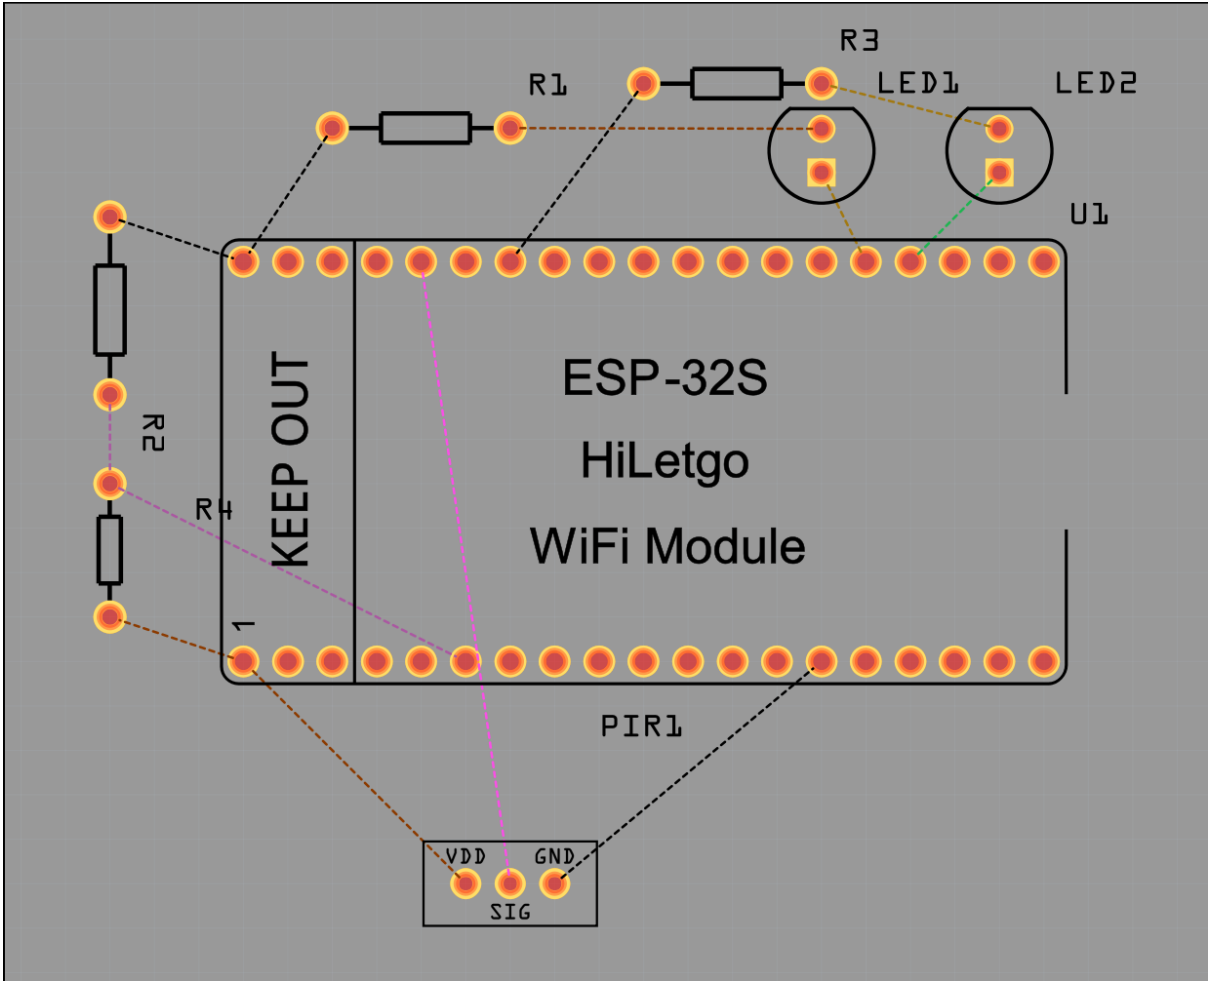 R3
R1
LED1
LED2
U1
ESP-32S
HiLetgo
WiFi Module
KEEP OUT
R2
R4
1
PIR1
VDD
GND
SIG